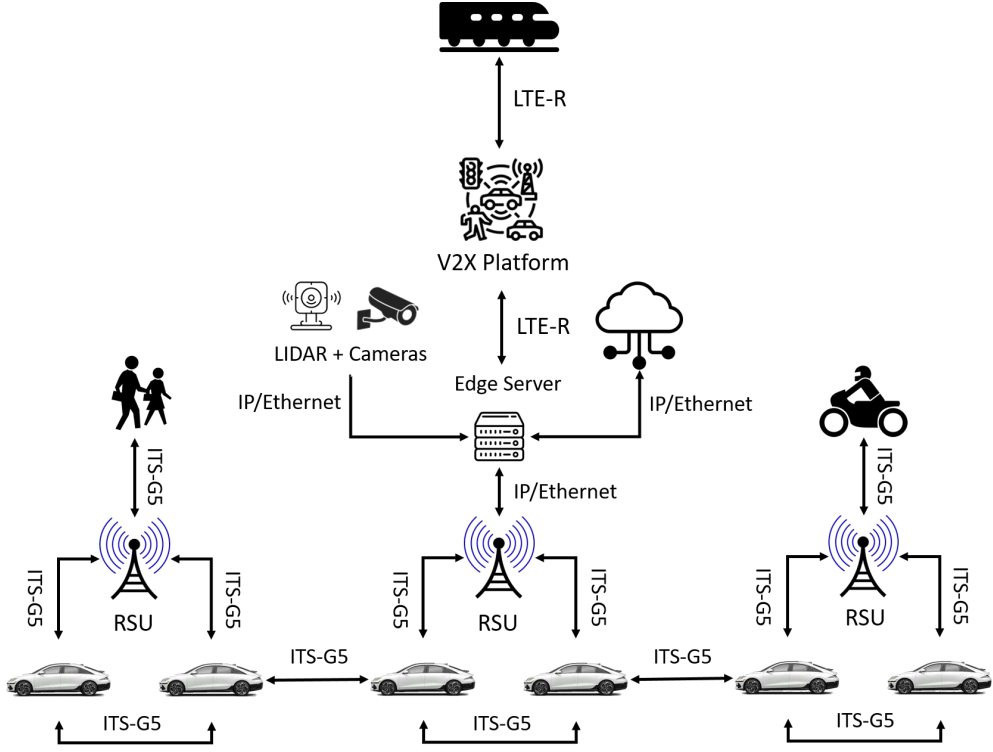 LTE-R
V2X Platform
LTE-R
LIDAR + Cameras
Edge Server
IP/Ethernet
IP/Ethernet
ITS-G5
ITS-G5
IP/Ethernet
ITS-G5
ITS-G5
ITS-G5
ITS-G5
ITS-G5
ITS-G5
RSU
RSU
RSU
ITS-G5
ITS-G5
ITS-G5
ITS-G5
ITS-G5